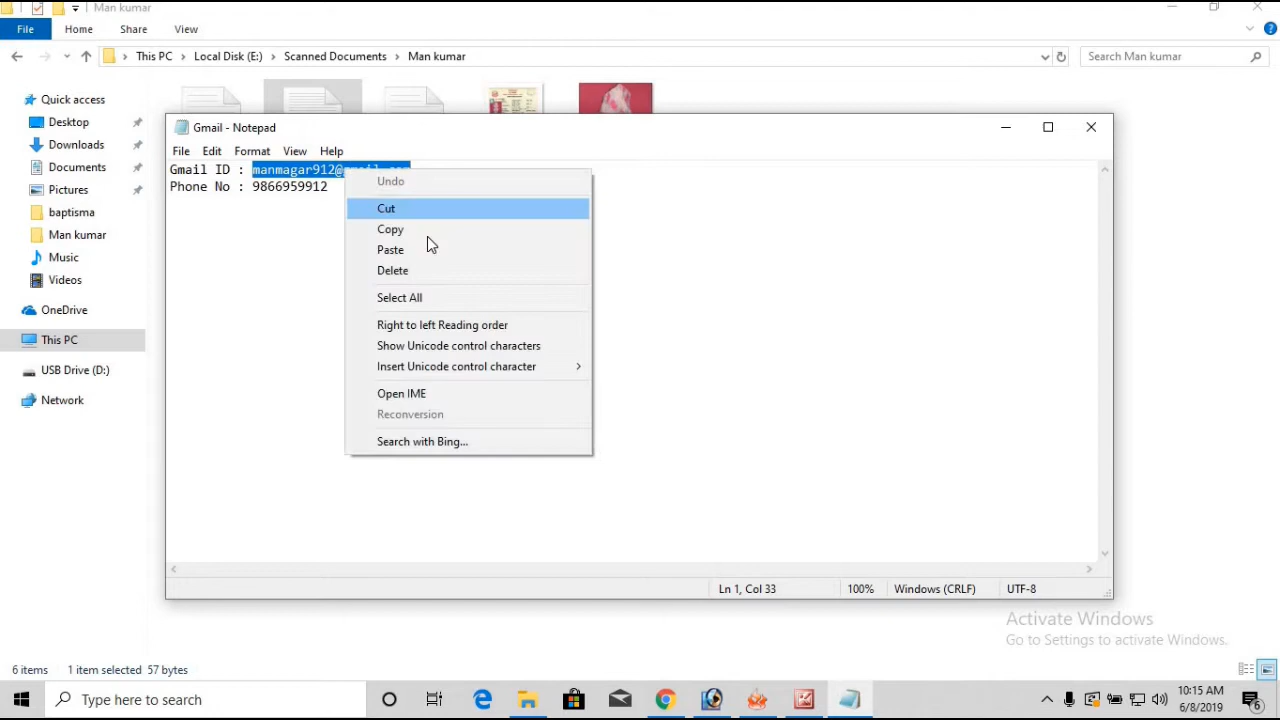 Man kumar
File Home Share View
This PC Local Disk (E:) Scanned Documents Man kumar Search Man kumar
Quick access
Desktop
Downloads
Documents
Pictures
baptisma
Man kumar
Music
Videos
OneDrive
This PC
USB Drive (D:)
Network
Gmail - Notepad
File Edit Format View Help
Gmail ID :
Phone No : 9866959912
Undo
Cut
Copy
Paste
Delete
Select All
Right to left Reading order
Show Unicode control characters
Insert Unicode control character
Open IME
Reconversion
Search with Bing...
Ln 1, Col 33 100% Windows (CRLF) UTF-8
Activate Windows
Go to Settings to activate Windows.
6 items 1 item selected 57 bytes
Type here to search
10:15 AM
6/8/2019
6